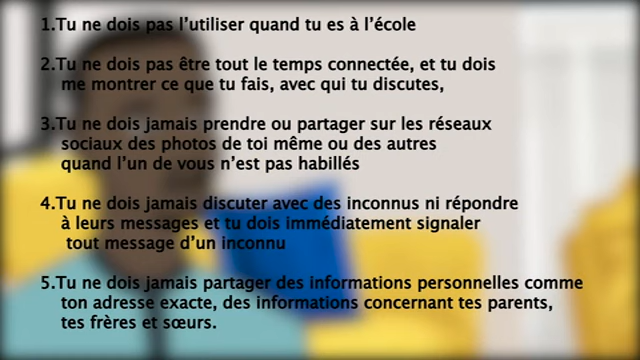 1.Tu ne dois pas l'utiliser quand tu es à l'école
2.Tu ne dois pas être tout le temps connectée, et tu dois
me montrer ce que tu fais, avec qui tu discutes,
3.Tu ne dois jamais prendre ou partager sur les réseaux
sociaux des photos de toi même ou des autres
quand l'un de vous n'est pas habillés
4.Tu ne dois jamais discuter avec des inconnus ni répondre
à leurs messages et tu dois immédiatement signaler
tout message d'un inconnu
5.Tu ne dois jamais partager des informations personnelles comme
ton adresse exacte, des informations concernant tes parents,
tes frères et sœurs.